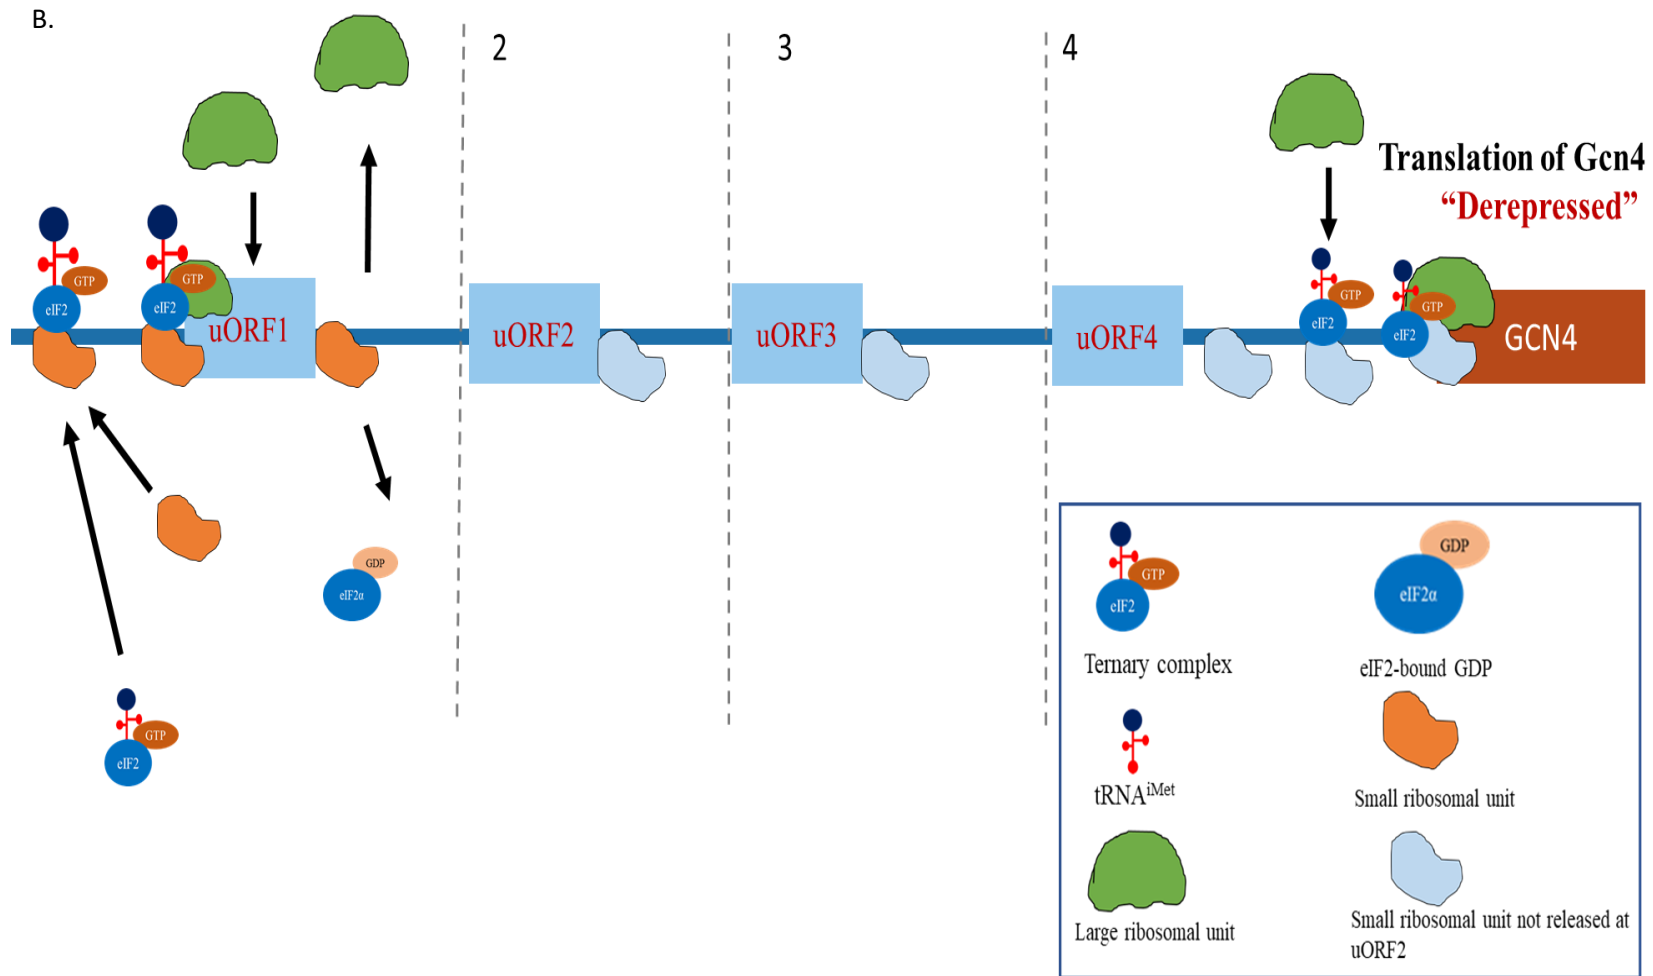 B.
2
3
4
Translation of Gcn4
“Derepressed”
GTP
eIF2
GTP
eIF2
uORF1
uORF2
uORF3
uORF4
GTP
eIF2
GTP
eIF2
GCN4
GDP
eIF2α
GTP
eIF2
GTP
eIF2
Ternary complex
GDP
eIF2α
eIF2-bound GDP
tRNAiMet
Small ribosomal unit
Large ribosomal unit
Small ribosomal unit not released at
uORF2